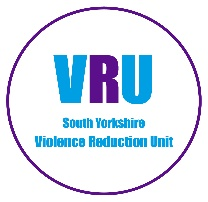 VRU
South Yorkshire
Violence Reduction Unit